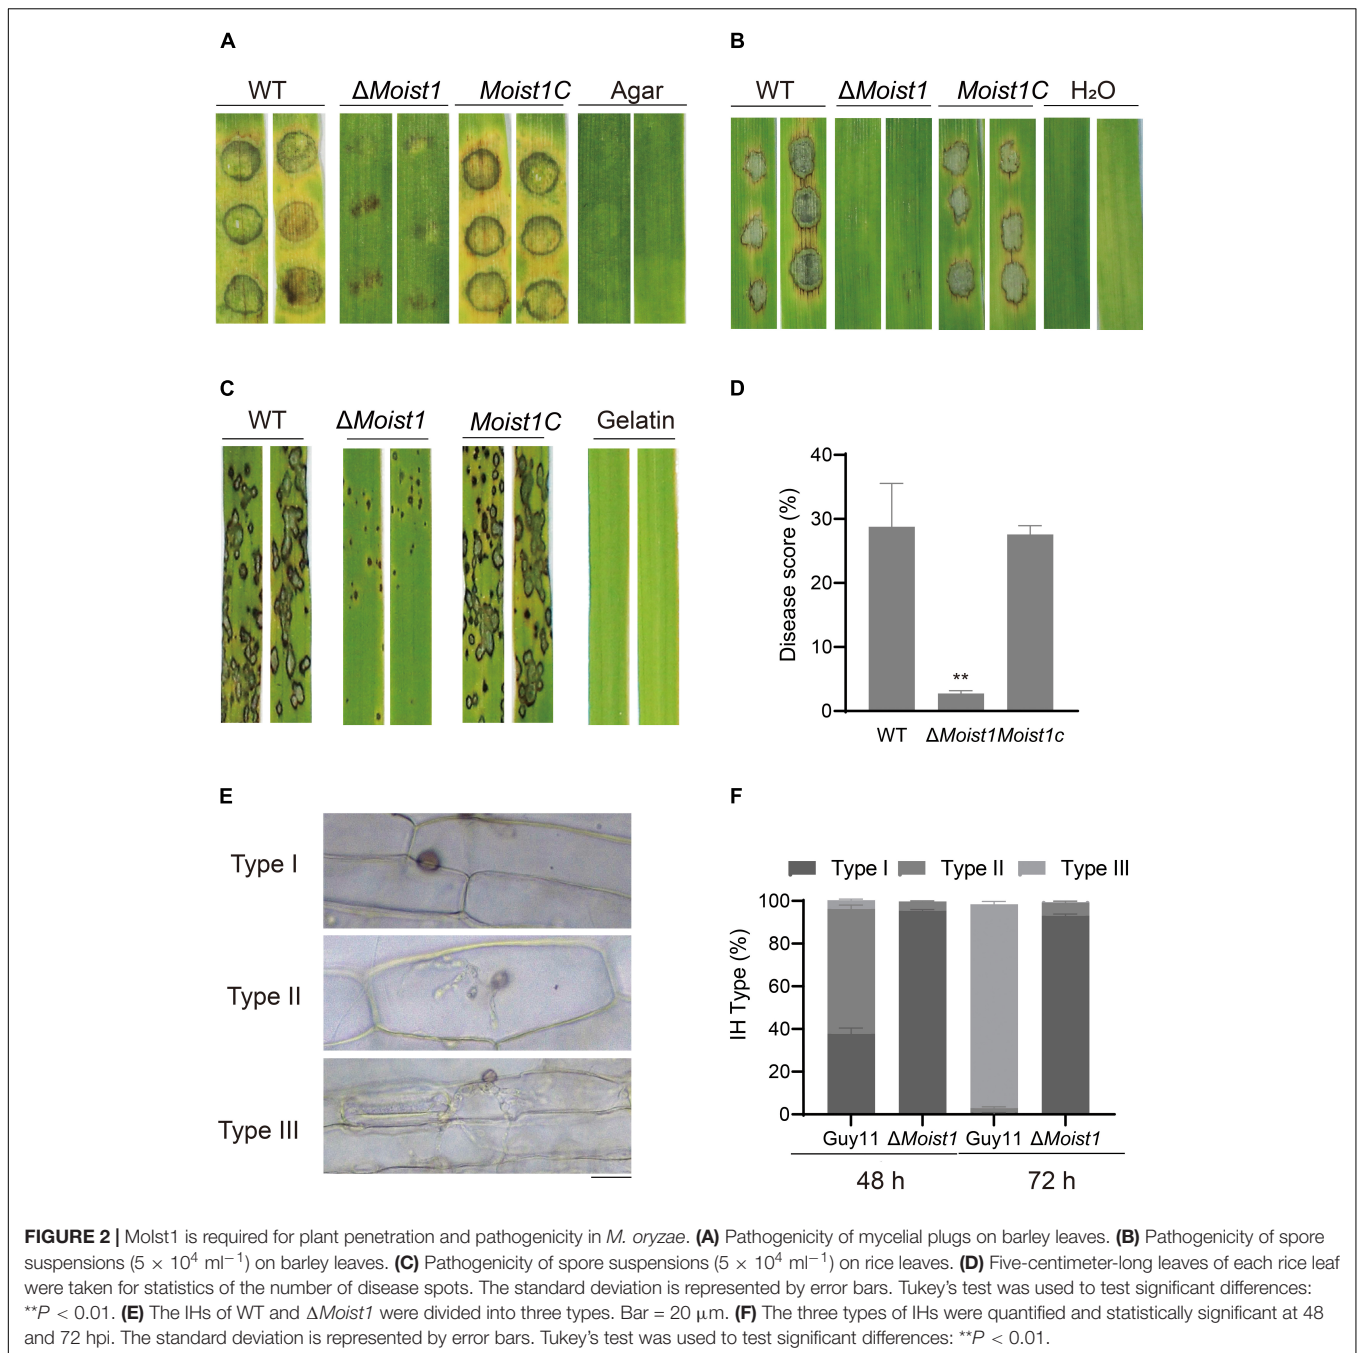 A
WT ΔMoist1 Moist1C Agar
B
WT ΔMoist1 Moist1C H₂O
C
WT ΔMoist1 Moist1C Gelatin
D
Disease score (%)
40
30
20
10
0
**
WT ΔMoist1 Moist1c
E
Type I
Type II
Type III
F
Type I Type II Type III
IH Type (%)
100
80
60
40
20
0
Guy11 ΔMoist1 Guy11 ΔMoist1
48 h 72 h
FIGURE 2 | MoIst1 is required for plant penetration and pathogenicity in M. oryzae. (A) Pathogenicity of mycelial plugs on barley leaves. (B) Pathogenicity of spore
suspensions (5 × 10⁴ ml⁻¹) on barley leaves. (C) Pathogenicity of spore suspensions (5 × 10⁴ ml⁻¹) on rice leaves. (D) Five-centimeter-long leaves of each rice leaf
were taken for statistics of the number of disease spots. The standard deviation is represented by error bars. Tukey's test was used to test significant differences:
**P < 0.01. (E) The IHs of WT and ΔMoist1 were divided into three types. Bar = 20 μm. (F) The three types of IHs were quantified and statistically significant at 48
and 72 hpi. The standard deviation is represented by error bars. Tukey's test was used to test significant differences: **P < 0.01.